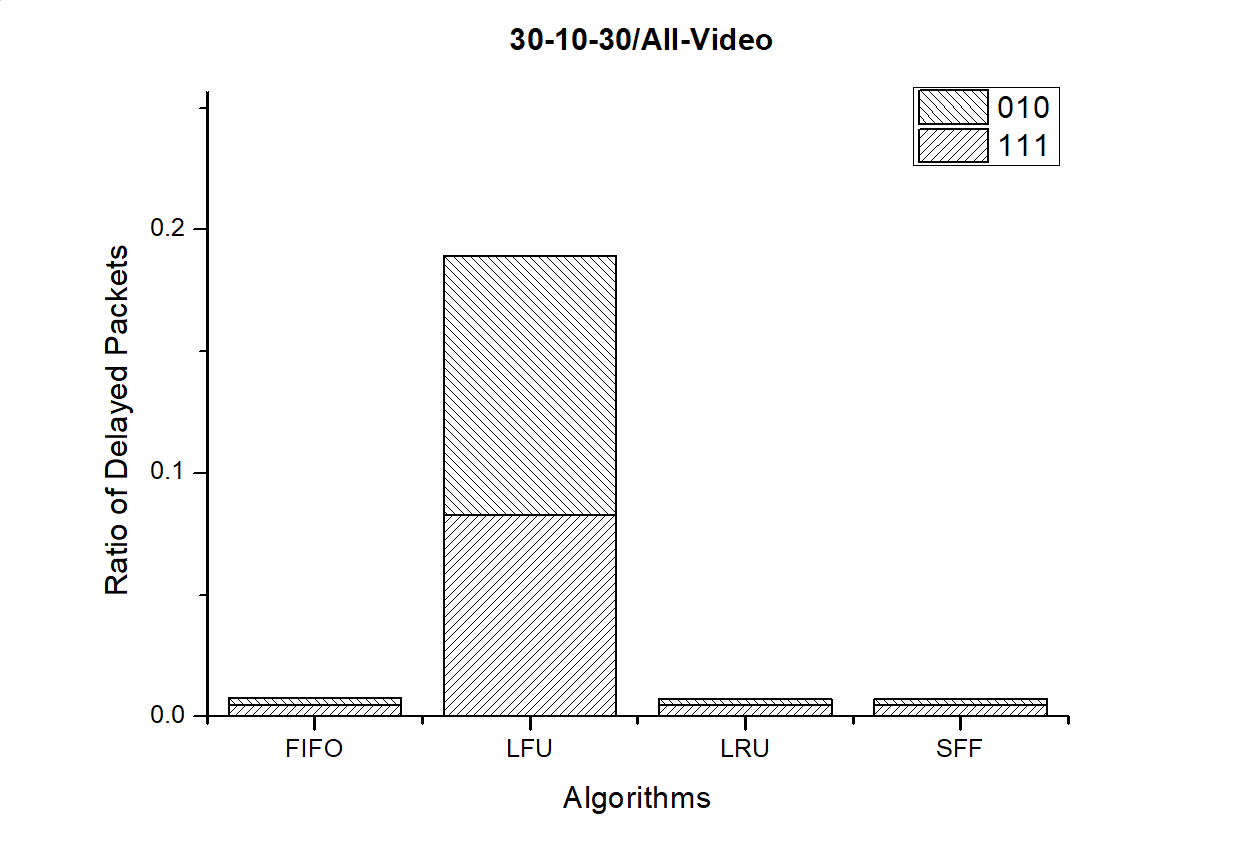 30-10-30/All-Video
010
111
Ratio of Delayed Packets
0.2
0.1
0.0
FIFO LFU LRU SFF
Algorithms